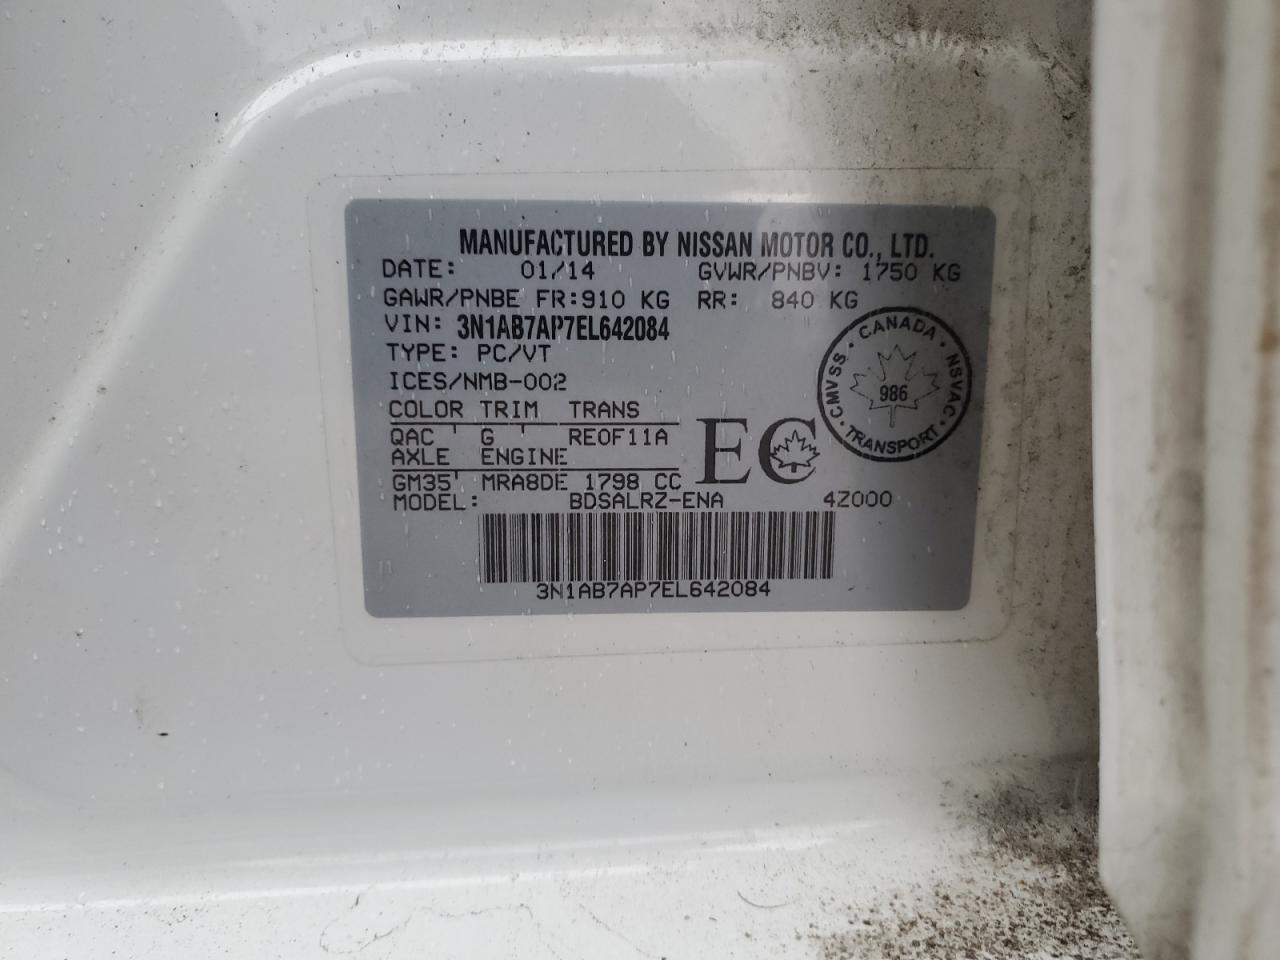 MANUFACTURED BY NISSAN MOTOR CO., LTD.
DATE: 01/14 GVWR/PNBV: 1750 KG
GAWR/PNBE FR:910 KG RR: 840 KG
VIN: 3N1AB7AP7EL642084
TYPE: PC/VT
ICES/NMB-002
COLOR TRIM TRANS
QAC ' G ' RE0F11A
AXLE ENGINE
GM35' MRA8DE 1798 CC
MODEL: BDSALRZ-ENA 4Z000
3N1AB7AP7EL642084
EC
CANADA · NSVAC · TRANSPORT · CMVSS ·
986